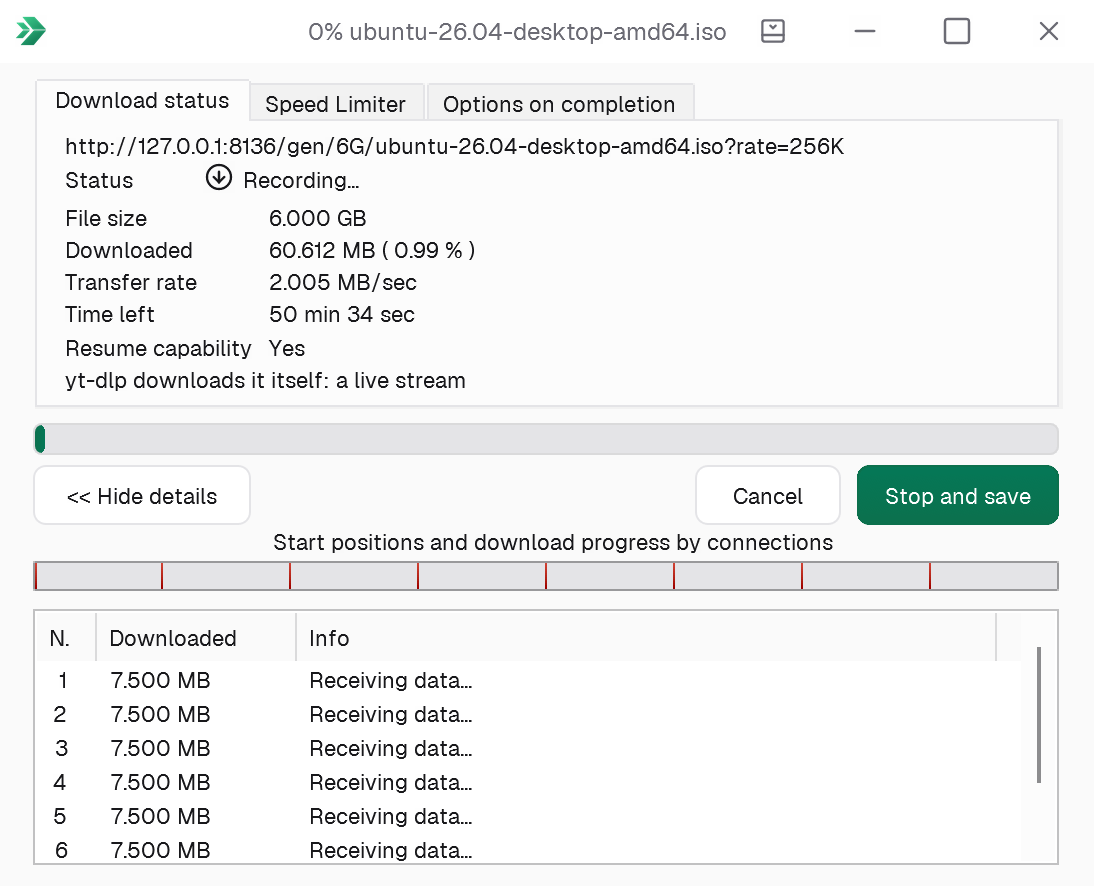 0% ubuntu-26.04-desktop-amd64.iso
Download status
Speed Limiter
Options on completion
http://127.0.0.1:8136/gen/6G/ubuntu-26.04-desktop-amd64.iso?rate=256K
Status Recording...
File size 6.000 GB
Downloaded 60.612 MB ( 0.99 % )
Transfer rate 2.005 MB/sec
Time left 50 min 34 sec
Resume capability Yes
yt-dlp downloads it itself: a live stream
<< Hide details
Cancel
Stop and save
Start positions and download progress by connections
N. Downloaded Info
1 7.500 MB Receiving data...
2 7.500 MB Receiving data...
3 7.500 MB Receiving data...
4 7.500 MB Receiving data...
5 7.500 MB Receiving data...
6 7.500 MB Receiving data...